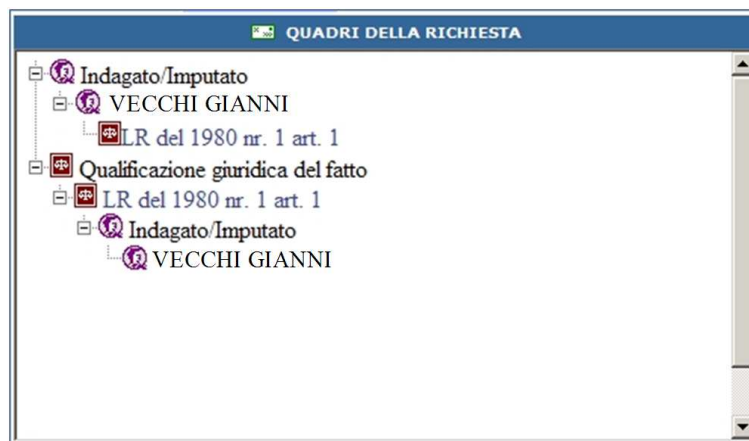 QUADRI DELLA RICHIESTA
Indagato/Imputato
VECCHI GIANNI
LR del 1980 nr. 1 art. 1
Qualificazione giuridica del fatto
LR del 1980 nr. 1 art. 1
Indagato/Imputato
VECCHI GIANNI